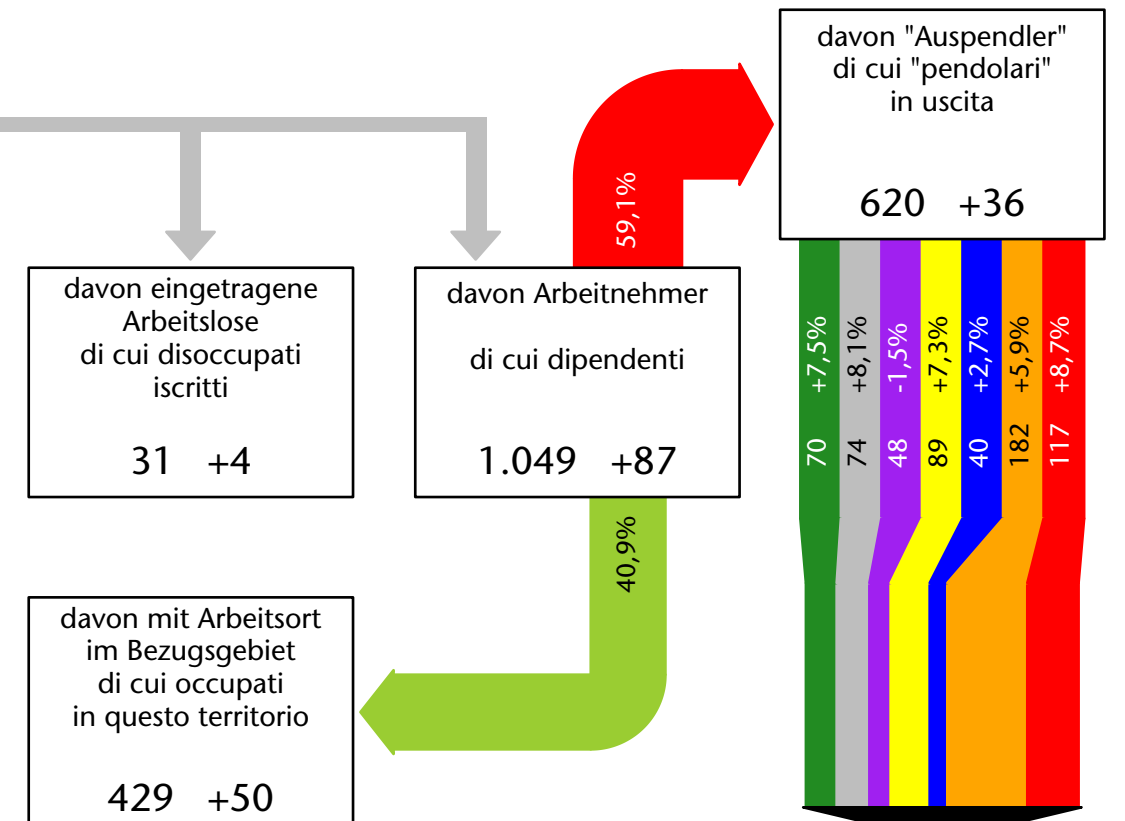 davon "Auspendler"
di cui "pendolari"
in uscita
620 +36
59,1%
davon eingetragene
Arbeitslose
di cui disoccupati
iscritti
31 +4
davon Arbeitnehmer
di cui dipendenti
1.049 +87
70 +7,5%
74 +8,1%
48 -1,5%
89 +7,3%
40 +2,7%
182 +5,9%
117 +8,7%
40,9%
davon mit Arbeitsort
im Bezugsgebiet
di cui occupati
in questo territorio
429 +50